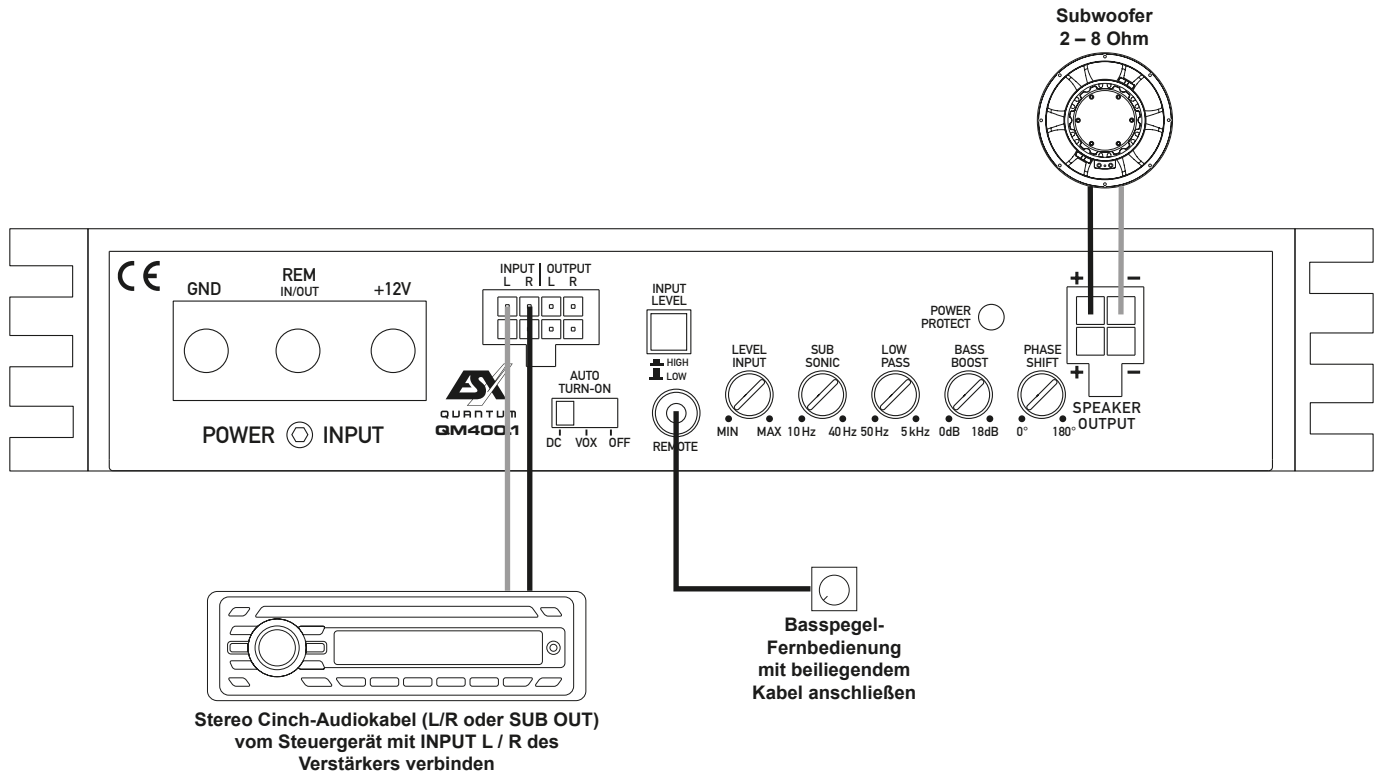 Subwoofer
2 – 8 Ohm
CE
GND
REM
IN/OUT
+12V
POWER INPUT
INPUT | OUTPUT
L R L R
ESX
QUANTUM
QM400.1
AUTO
TURN-ON
DC VOX OFF
INPUT
LEVEL
HIGH
LOW
REMOTE
LEVEL
INPUT
MIN MAX
SUB
SONIC
10 Hz 40 Hz
LOW
PASS
50 Hz 5 kHz
POWER
PROTECT
BASS
BOOST
0dB 18dB
PHASE
SHIFT
0° 180°
+ –
+ –
SPEAKER
OUTPUT
Basspegel-
Fernbedienung
mit beiliegendem
Kabel anschließen
Stereo Cinch-Audiokabel (L/R oder SUB OUT)
vom Steuergerät mit INPUT L / R des
Verstärkers verbinden